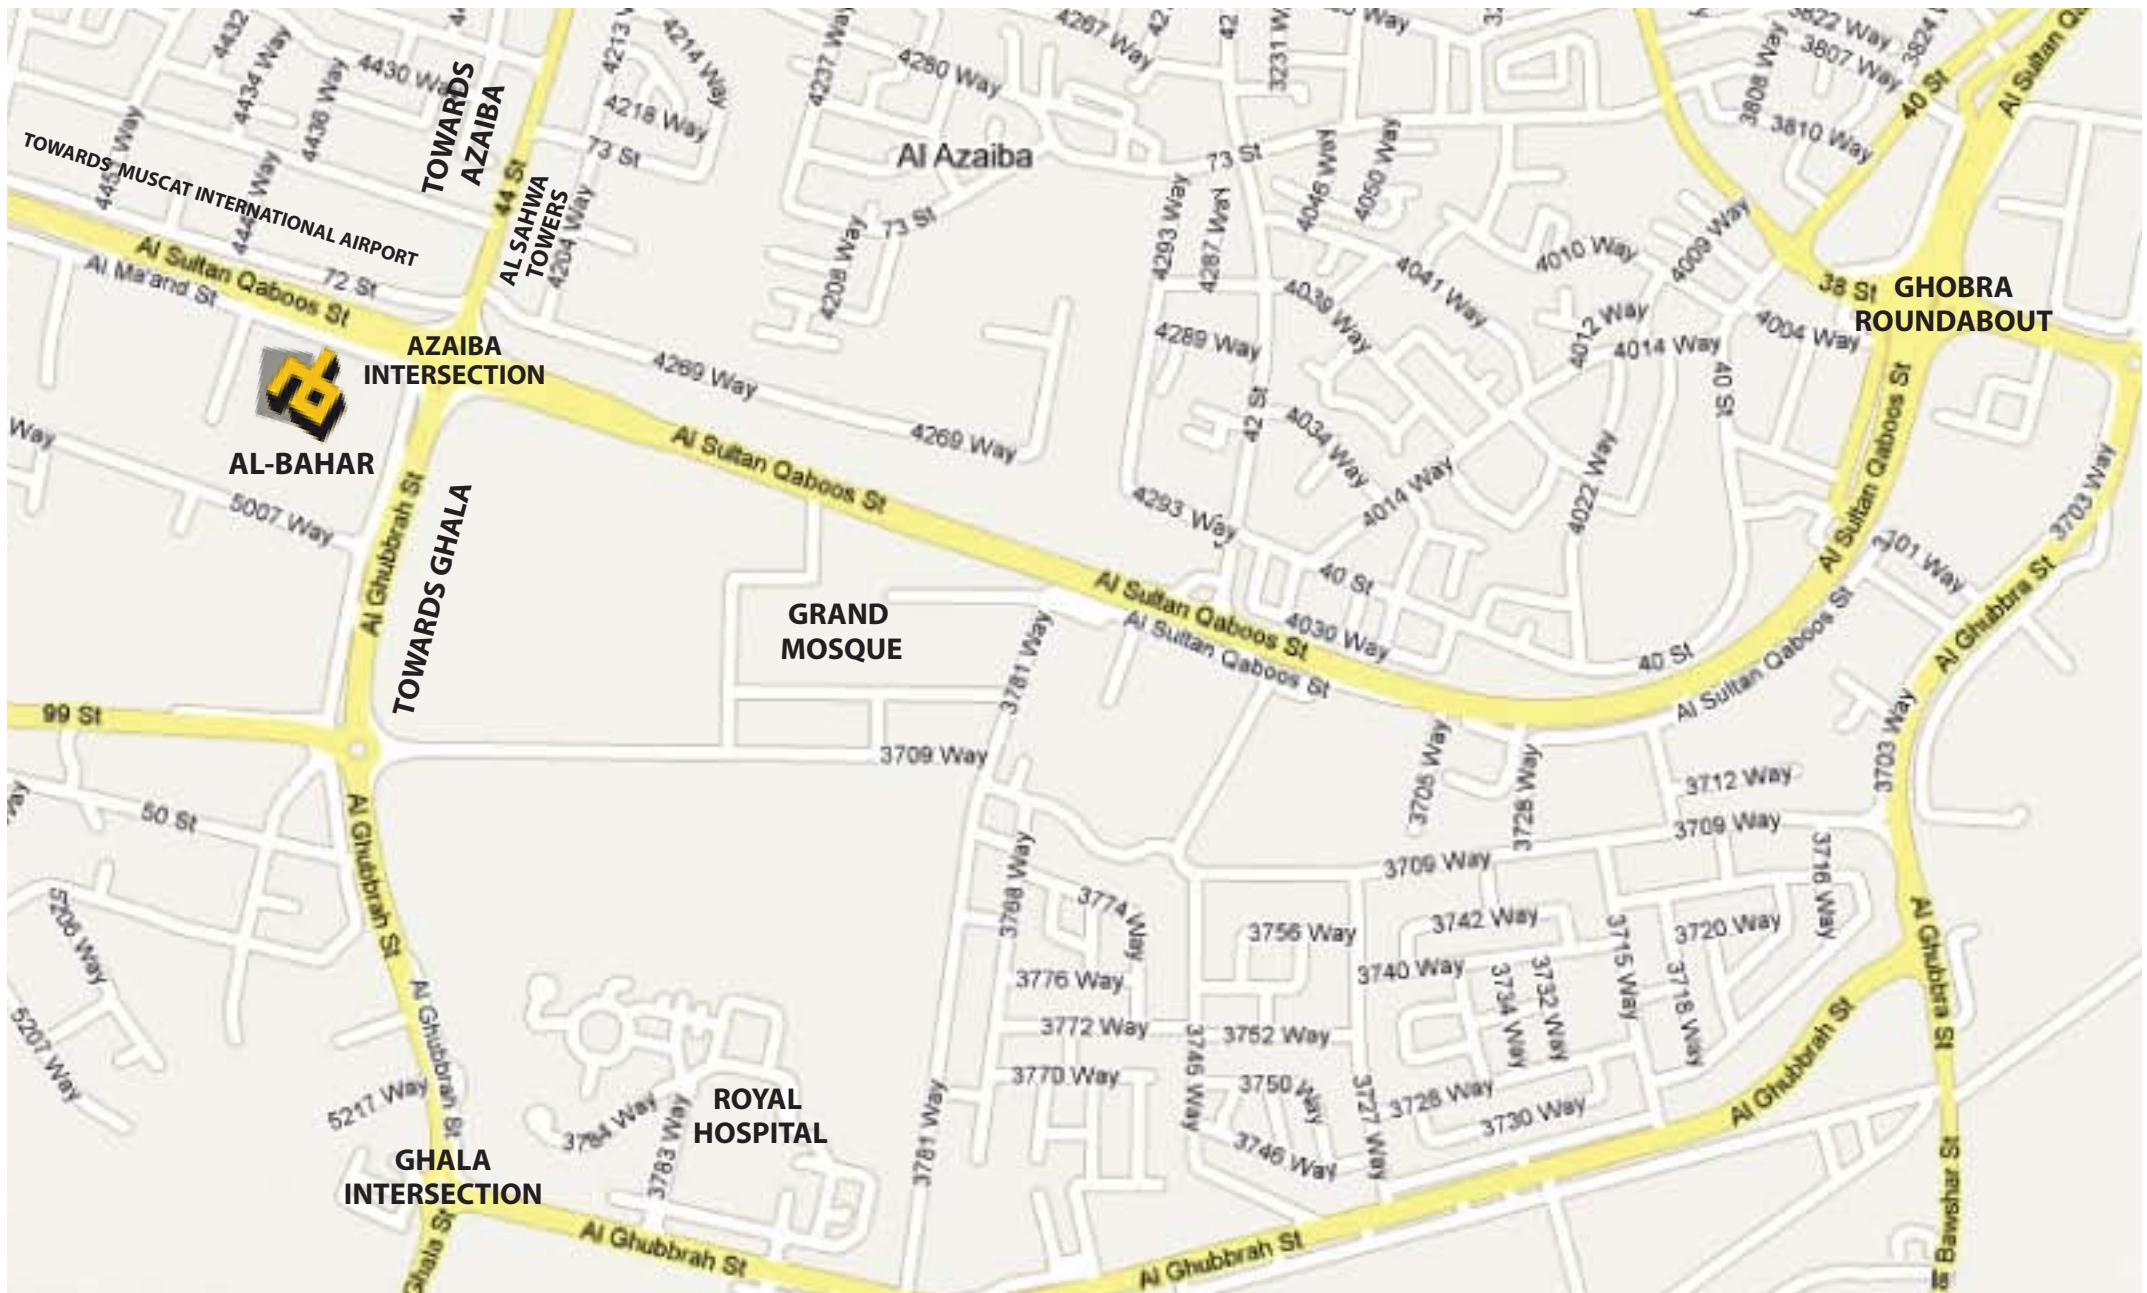 4432
4434 Way
4436 Way
4430 Way
TOWARDS
AZAIBA
44 St
4214 Way
4218 Way
73 St
4237 Way
4280 Way
4267 Way
3231 W
Way
3822 Way
3807 Way
3808 Way
3810 Way
40 St
Al Sultan Qa
TOWARDS MUSCAT INTERNATIONAL AIRPORT
AL SAHWA
TOWERS
4204 Way
Al Azaiba
73 St
73 St
4208 Way
4293 Way
4287 Way
4046 Way
4050 Way
4041 Way
4010 Way
4009 Way
Al Sultan Qaboos St
Al Ma'arid St
72 St
38 St
GHOBRA
ROUNDABOUT
4039 Way
4012 Way
4014 Way
4004 Way
4289 Way
AZAIBA
INTERSECTION
4269 Way
4269 Way
40 St
42 St
4034 Way
4014 Way
4022 Way
Al Sultan Qaboos St
AL-BAHAR
Way
5007 Way
Al Ghubbrah St
TOWARDS GHALA
Al Sultan Qaboos St
4293 Way
3703 Way
Al Sultan Qaboos St
Al Sultan Qaboos St
40 St
4030 Way
40 St
Al Sultan Qaboos St
Al Ghubbra St
GRAND
MOSQUE
3781 Way
99 St
3709 Way
3705 Way
3728 Way
3712 Way
3703 Way
3709 Way
3709 Way
3716 Way
50 St
Al Ghubbrah St
3768 Way
3774 Way
3756 Way
3742 Way
3740 Way
3715 Way
3720 Way
3718 Way
5206 Way
5207 Way
3776 Way
3772 Way
3770 Way
3752 Way
3746 Way
3750 Way
3734 Way
3732 Way
3727 Way
3726 Way
3730 Way
3746 Way
Al Ghubbra St
Al Ghubbrah St
Al Ghubbrah St
5217 Way
3784 Way
3783 Way
ROYAL
HOSPITAL
3781 Way
GHALA
INTERSECTION
Ghala St
Al Ghubbrah St
Al Ghubbrah St
Bawshar St